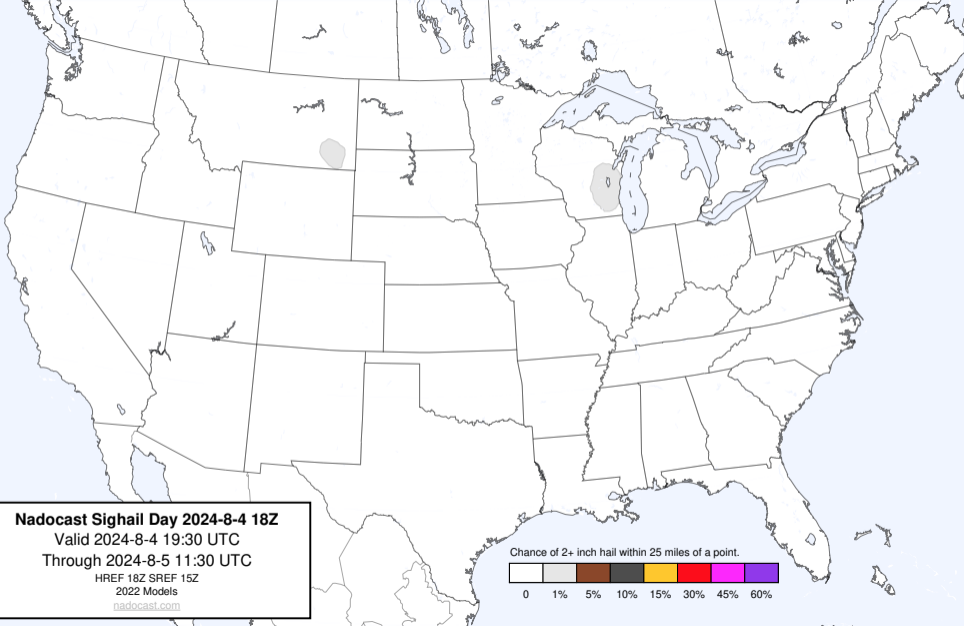 Nadocast Sighail Day 2024-8-4 18Z
Valid 2024-8-4 19:30 UTC
Through 2024-8-5 11:30 UTC
HREF 18Z SREF 15Z
2022 Models
nadocast.com
Chance of 2+ inch hail within 25 miles of a point.
0 1% 5% 10% 15% 30% 45% 60%